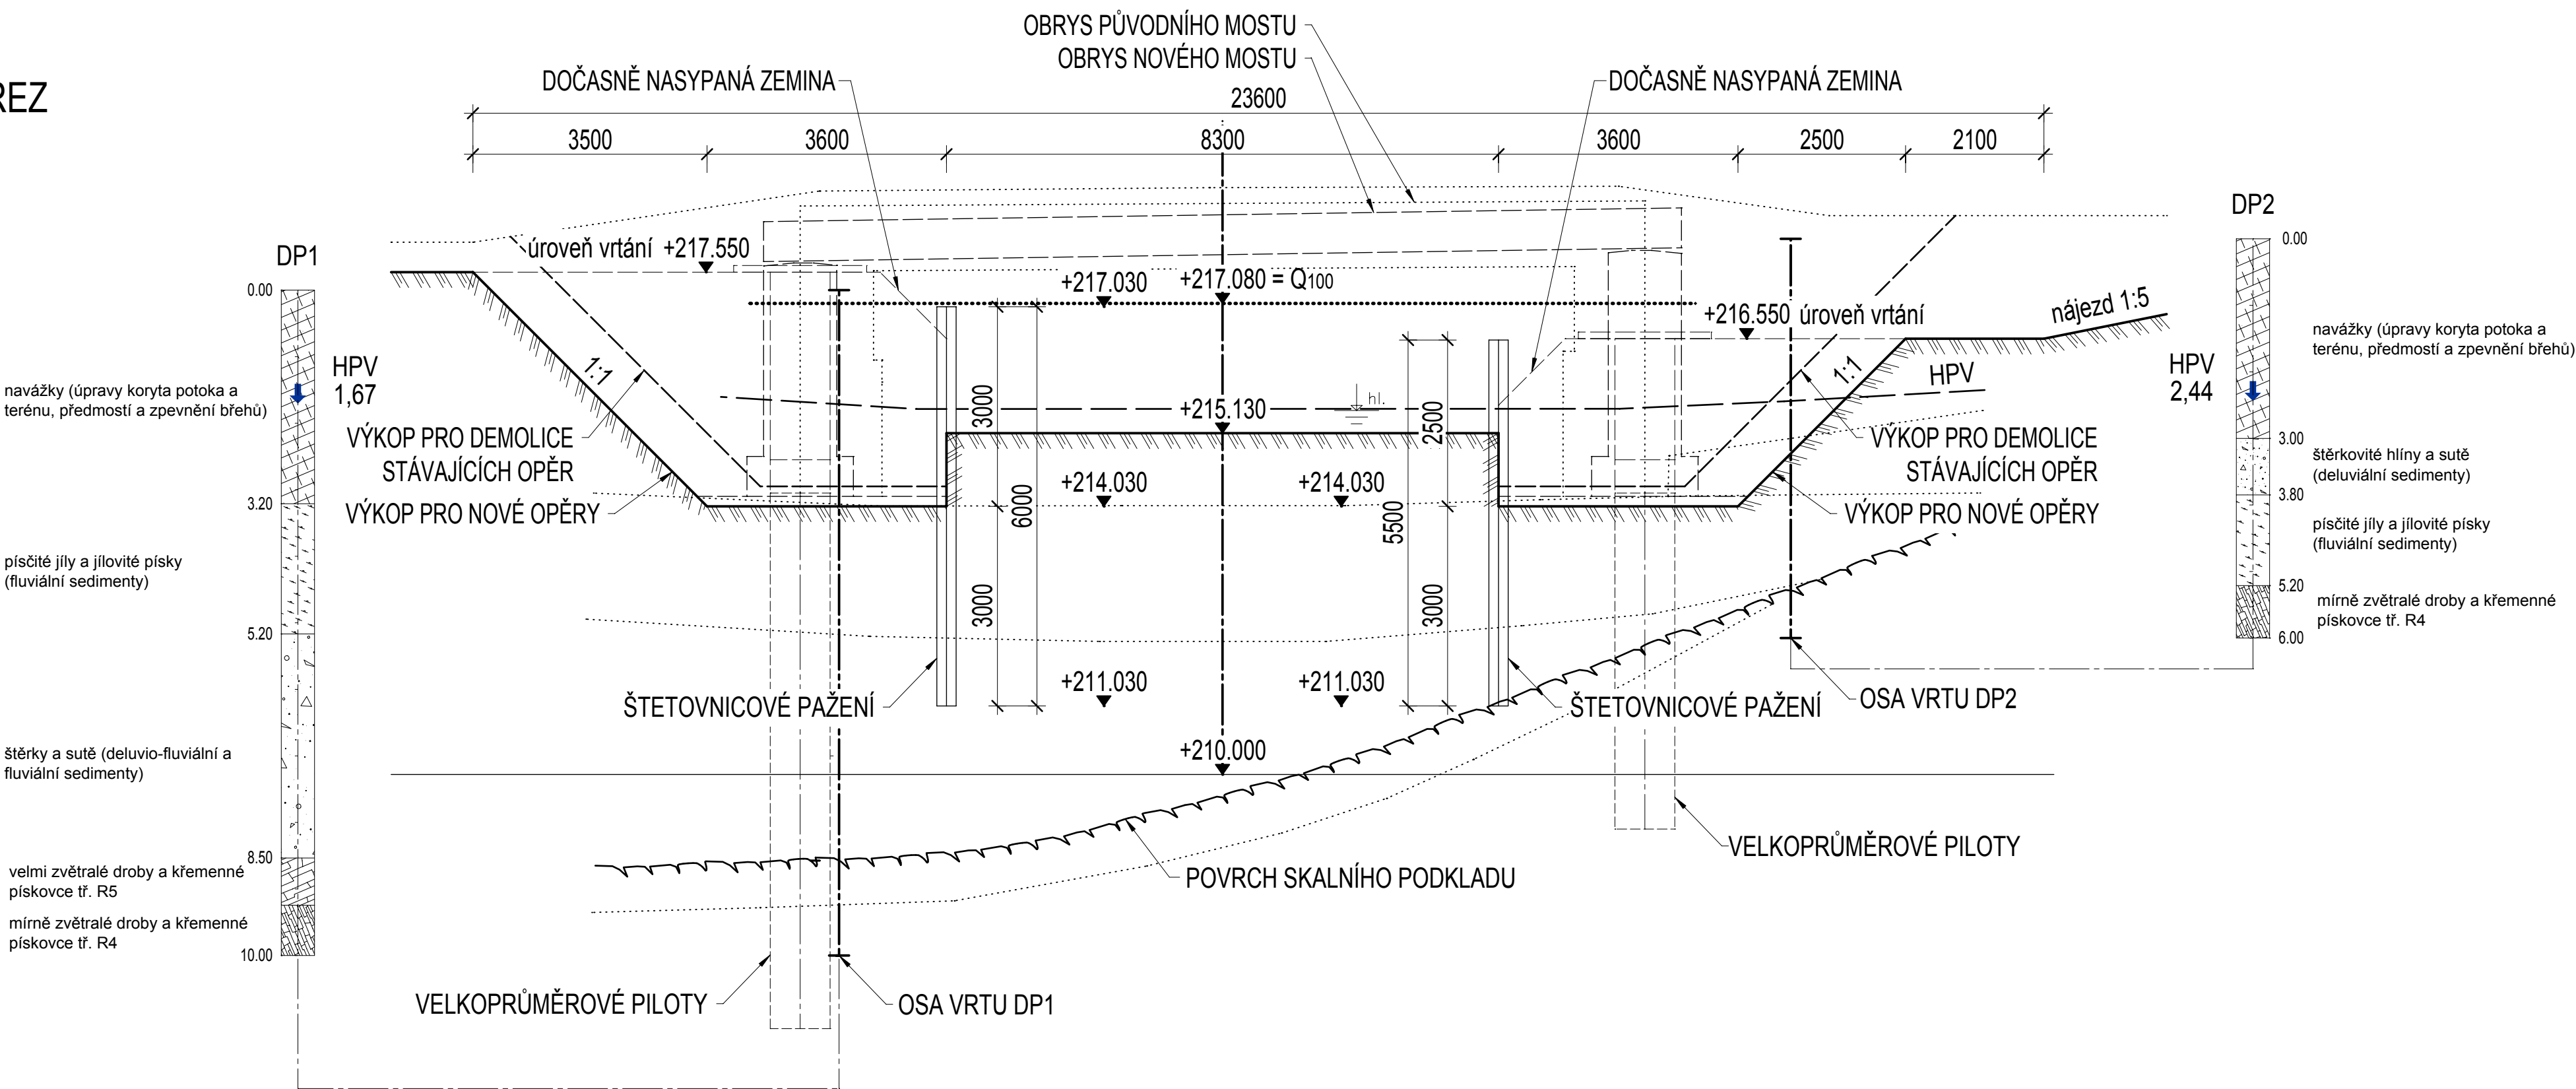 OBRYS PŮVODNÍHO MOSTU
OBRYS NOVÉHO MOSTU
DOČASNĚ NASYPANÁ ZEMINA
DOČASNĚ NASYPANÁ ZEMINA
ŘEZ
23600
3500
3600
8300
3600
2500
2100
DP1
DP2
úroveň vrtání +217.550
+217.030
+217.080 = Q100
+216.550 úroveň vrtání
nájezd 1:5
0.00
0.00
navážky (úpravy koryta potoka a
terénu, předmostí a zpevnění břehů)
HPV
1,67
HPV
2,44
navážky (úpravy koryta potoka a
terénu, předmostí a zpevnění břehů)
1:1
1:1
HPV
hl.
+215.130
3000
2500
VÝKOP PRO DEMOLICE
STÁVAJÍCÍCH OPĚR
VÝKOP PRO NOVÉ OPĚRY
VÝKOP PRO DEMOLICE
STÁVAJÍCÍCH OPĚR
VÝKOP PRO NOVÉ OPĚRY
3.00
štěrkovité hlíny a sutě
(deluviální sedimenty)
3.80
písčité jíly a jílovité písky
(fluviální sedimenty)
5.20
mírně zvětralé droby a křemenné
pískovce tř. R4
6.00
+214.030
+214.030
6000
5500
3.20
písčité jíly a jílovité písky
(fluviální sedimenty)
5.20
3000
3000
+211.030
+211.030
ŠTETOVNICOVÉ PAŽENÍ
ŠTETOVNICOVÉ PAŽENÍ
OSA VRTU DP2
+210.000
štěrky a sutě (deluvio-fluviální a
fluviální sedimenty)
8.50
velmi zvětralé droby a křemenné
pískovce tř. R5
mírně zvětralé droby a křemenné
pískovce tř. R4
10.00
VELKOPRŮMĚROVÉ PILOTY
POVRCH SKALNÍHO PODKLADU
VELKOPRŮMĚROVÉ PILOTY
OSA VRTU DP1